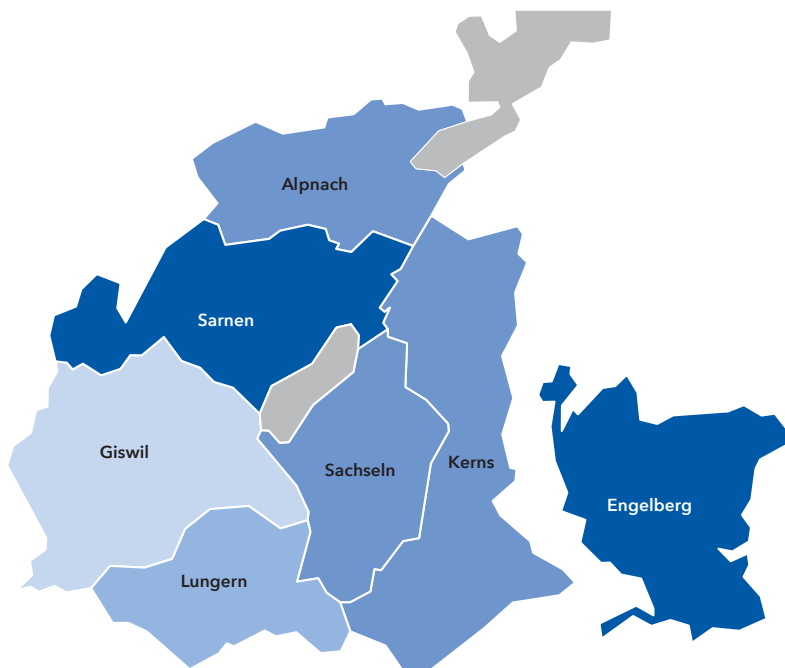 Alpnach
Sarnen
Giswil
Sachseln
Kerns
Engelberg
Lungern